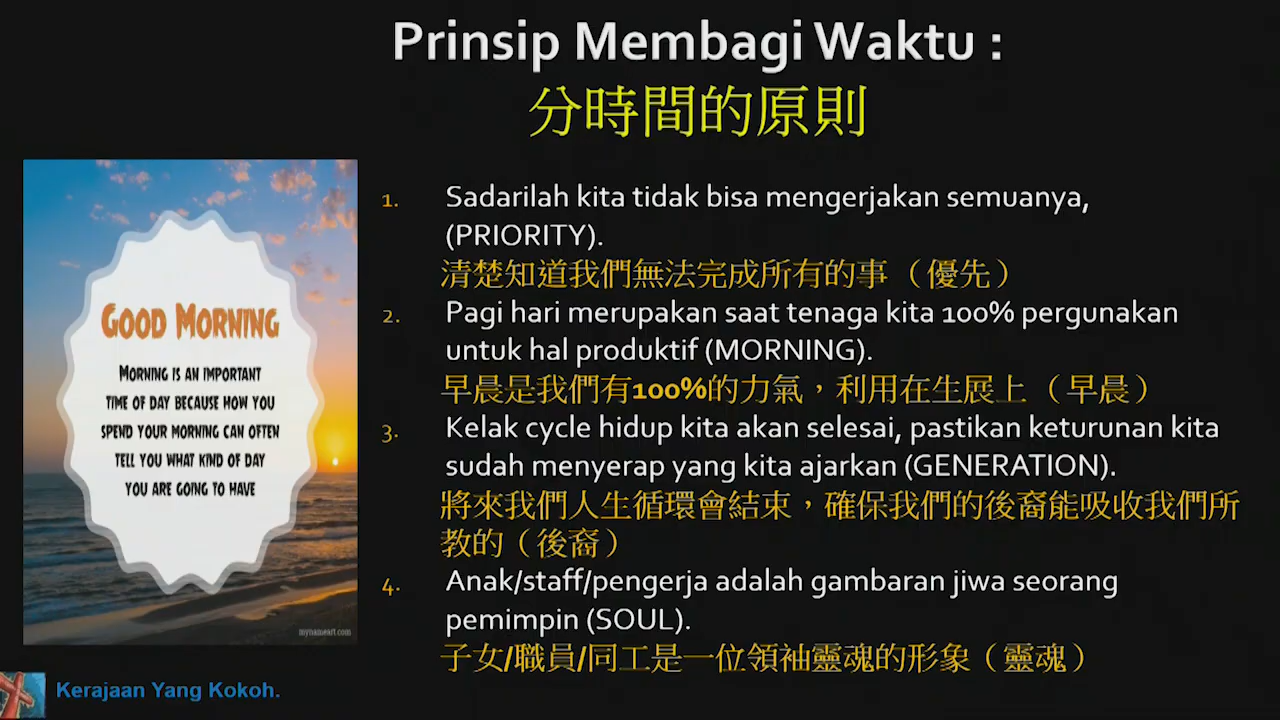 Prinsip Membagi Waktu :
分時間的原則
GOOD MORNING
MORNING IS AN IMPORTANT
TIME OF DAY BECAUSE HOW YOU
SPEND YOUR MORNING CAN OFTEN
TELL YOU WHAT KIND OF DAY
YOU ARE GOING TO HAVE
mynameart.com
1. Sadarilah kita tidak bisa mengerjakan semuanya,
(PRIORITY).
清楚知道我們無法完成所有的事（優先）
2. Pagi hari merupakan saat tenaga kita 100% pergunakan
untuk hal produktif (MORNING).
早晨是我們有100%的力氣，利用在生展上（早晨）
3. Kelak cycle hidup kita akan selesai, pastikan keturunan kita
sudah menyerap yang kita ajarkan (GENERATION).
將來我們人生循環會結束，確保我們的後裔能吸收我們所
教的（後裔）
4. Anak/staff/pengerja adalah gambaran jiwa seorang
pemimpin (SOUL).
子女/職員/同工是一位領袖靈魂的形象（靈魂）
Kerajaan Yang Kokoh.